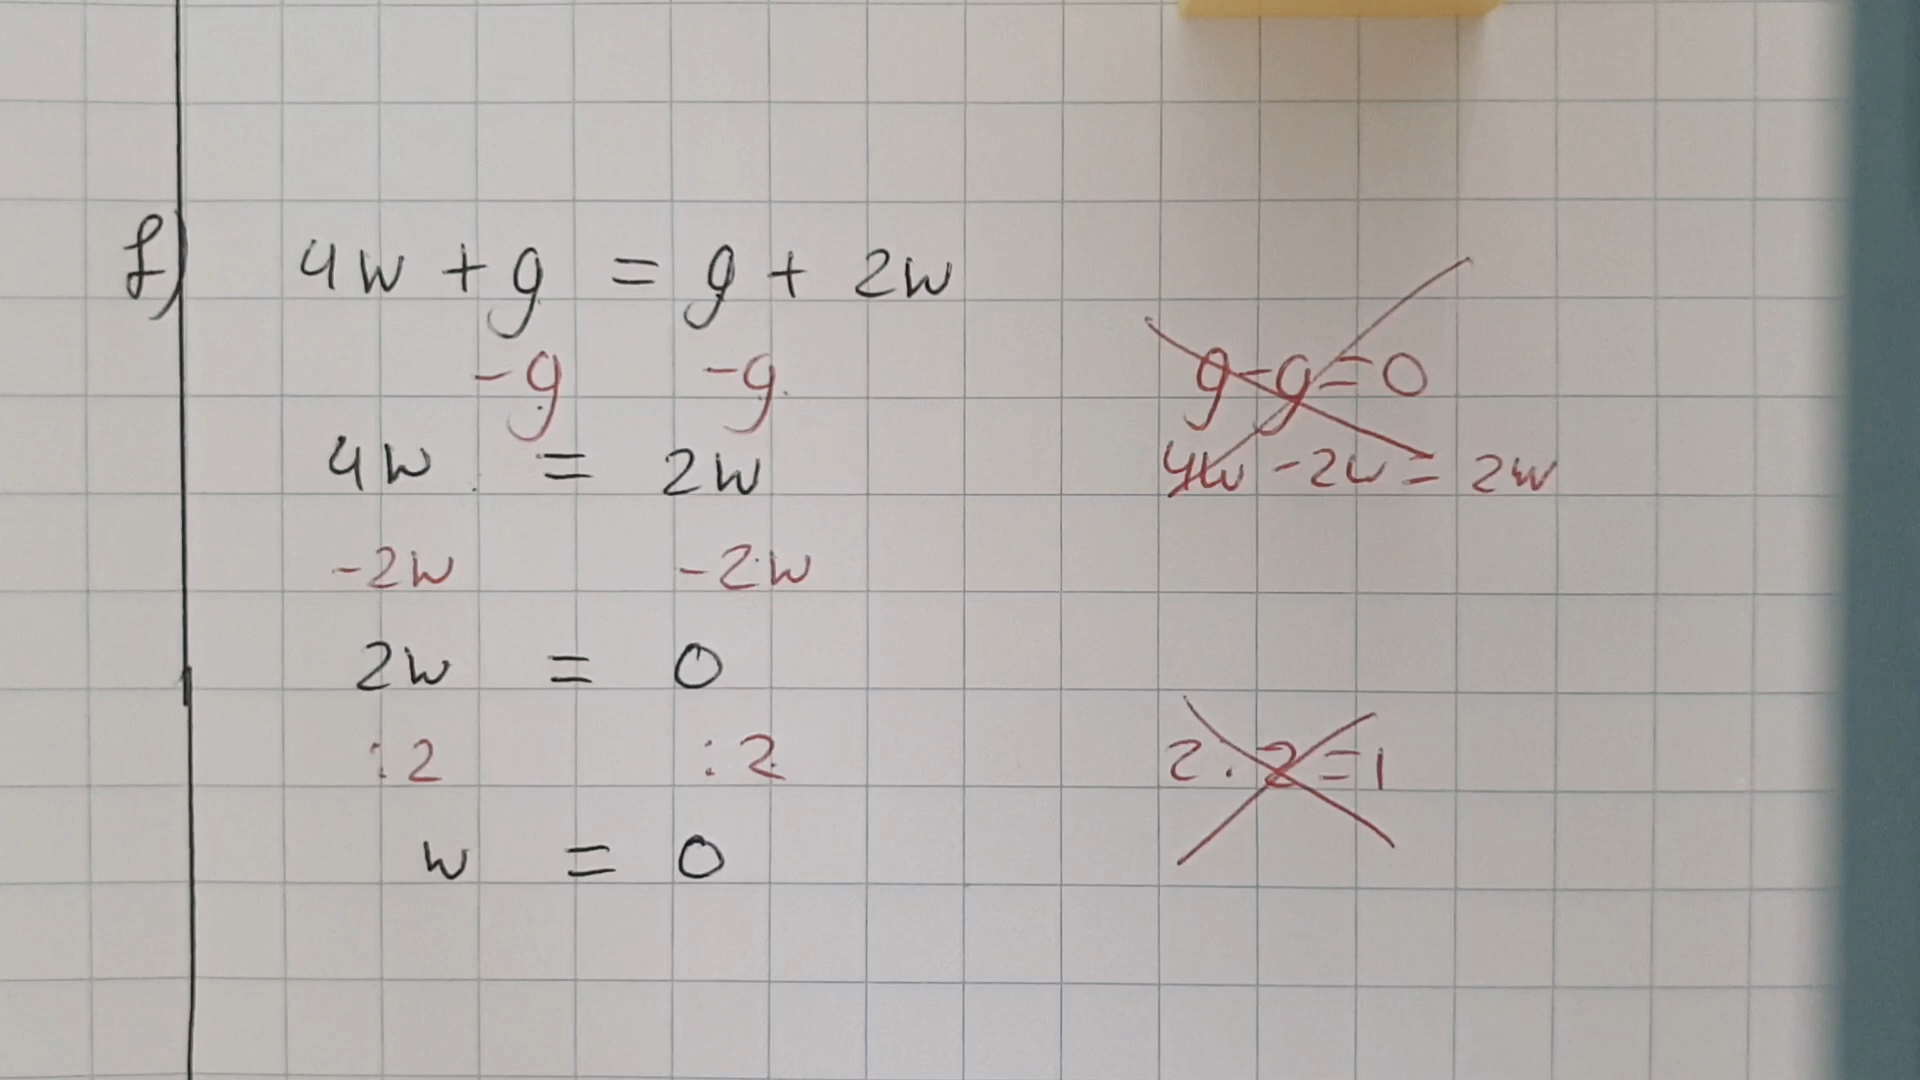 f) 4w + g = g + 2w
-g -g
g-g=0
4w = 2w
4w - 2w = 2w
-2w -2w
2w = 0
:2 :2
2:2=1
w = 0